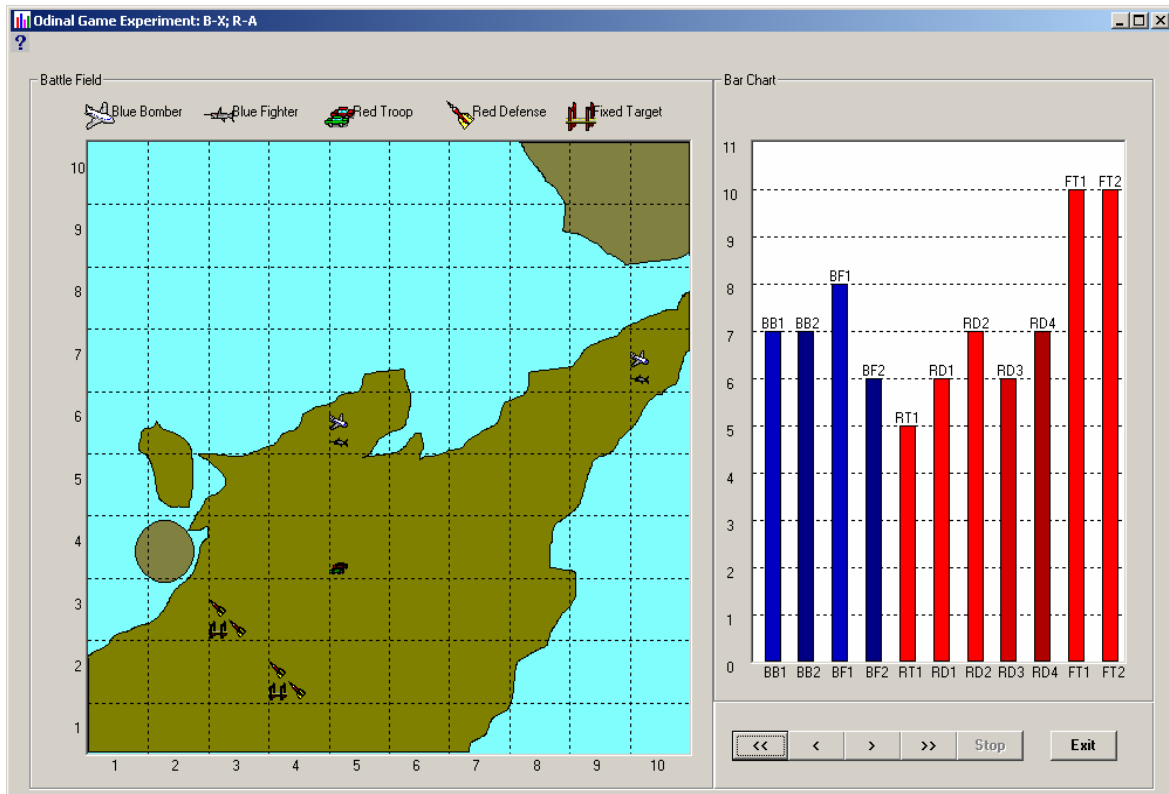 Odinal Game Experiment: B-X; R-A
?
Battle Field
Blue Bomber Blue Fighter Red Troop Red Defense Fixed Target
10
9
8
7
6
5
4
3
2
1
1 2 3 4 5 6 7 8 9 10
Bar Chart
11
10
9
8
7
6
5
4
3
2
1
0
FT1 FT2
BF1
BB1 BB2 RD2 RD4
BF2 RD1 RD3
RT1
BB1 BB2 BF1 BF2 RT1 RD1 RD2 RD3 RD4 FT1 FT2
<< < > >> Stop Exit